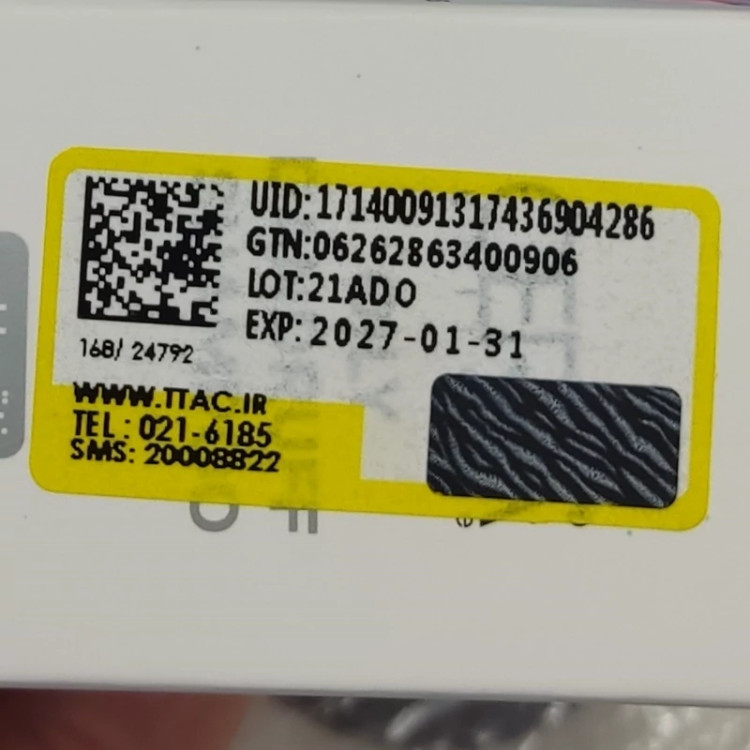 UID:17140091317436904286
GTN:06262863400906
LOT:21ADO
EXP:2027-01-31
168/ 24792
WWW.TTAC.IR
TEL : 021-6185
SMS: 20008822